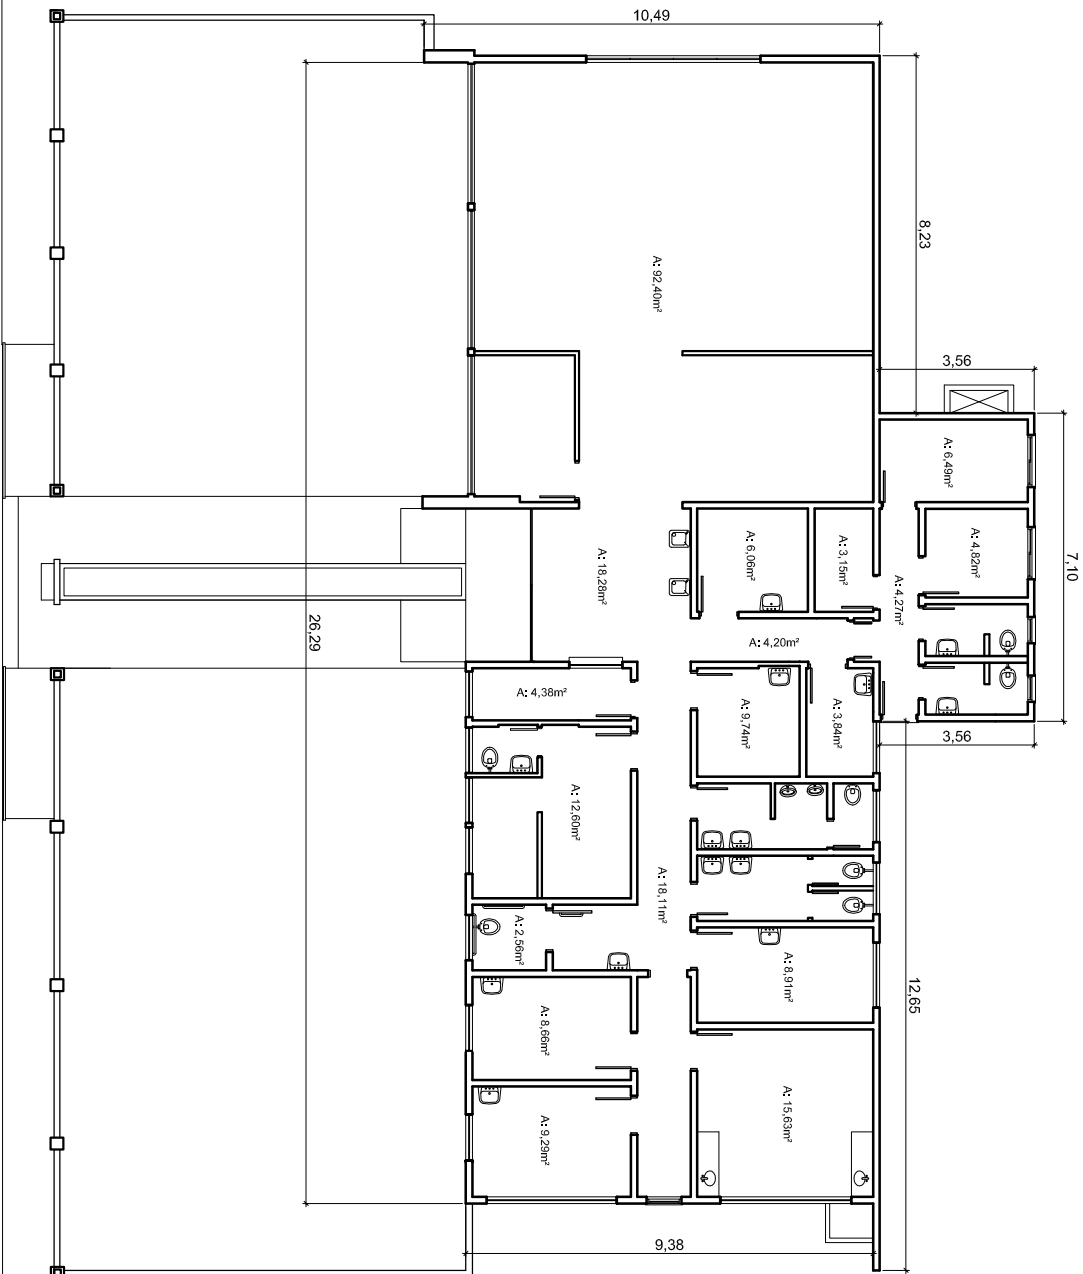 10,49
8,23
A: 92,40m²
3,56
A: 6,49m²
A: 6,06m²
A: 3,15m²
A: 4,82m²
7,10
A: 18,28m²
A: 4,27m²
26,29
A: 4,20m²
A: 4,38m²
A: 9,74m²
A: 3,84m²
3,56
A: 12,60m²
A: 18,11m²
A: 2,56m²
A: 8,91m²
12,65
A: 8,66m²
A: 15,63m²
A: 9,29m²
9,38